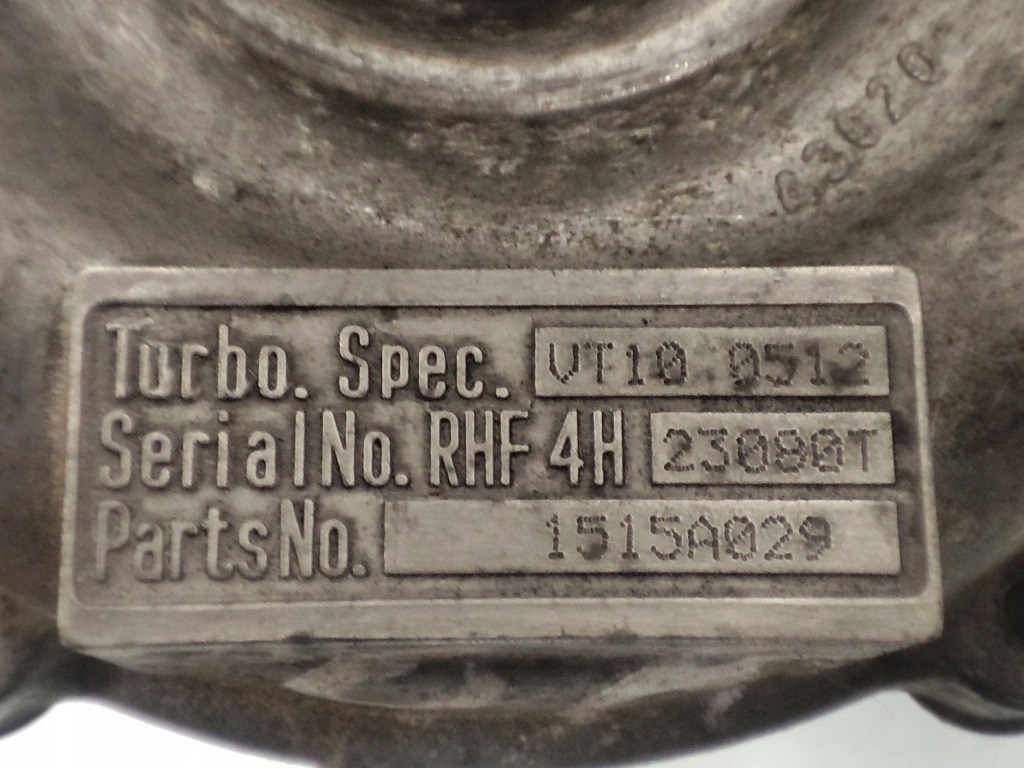 Turbo. Spec. VT10 0512
Serial No. RHF 4H 23080T
Parts No. 1515A029